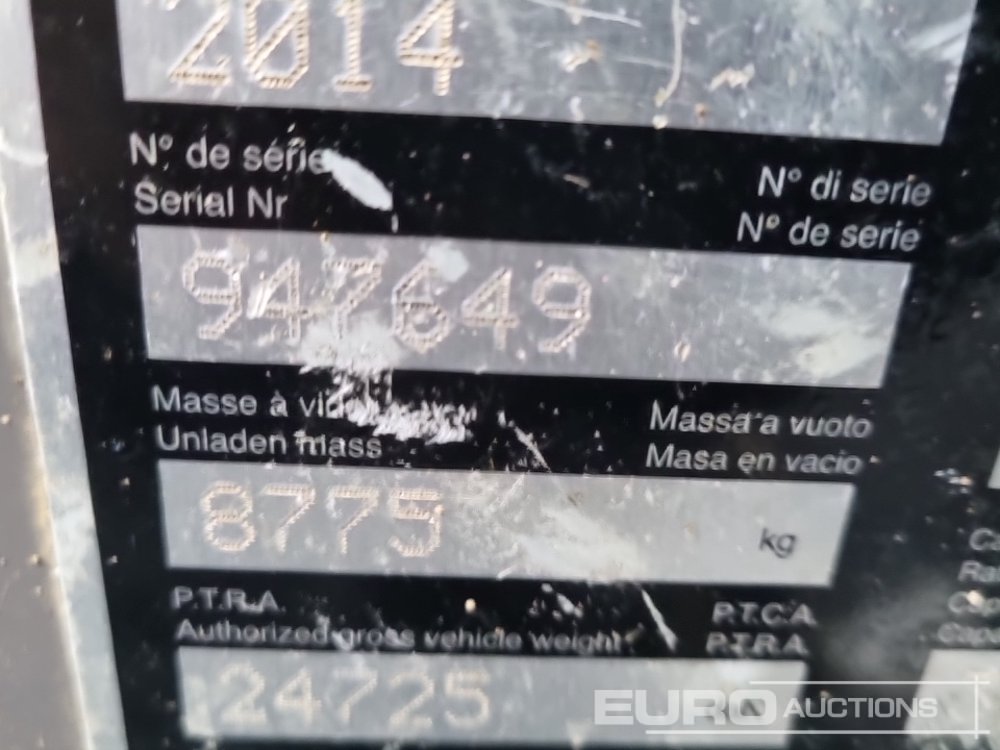 2014
N° de série
Serial Nr
N° di serie
N° de serie
947649
Masse à vide
Unladen mass
Massa a vuoto
Masa en vacio
8775 kg
P.T.R.A.
Authorized gross vehicle weight
P.T.C.A.
P.T.R.A.
24725
EURO AUCTIONS